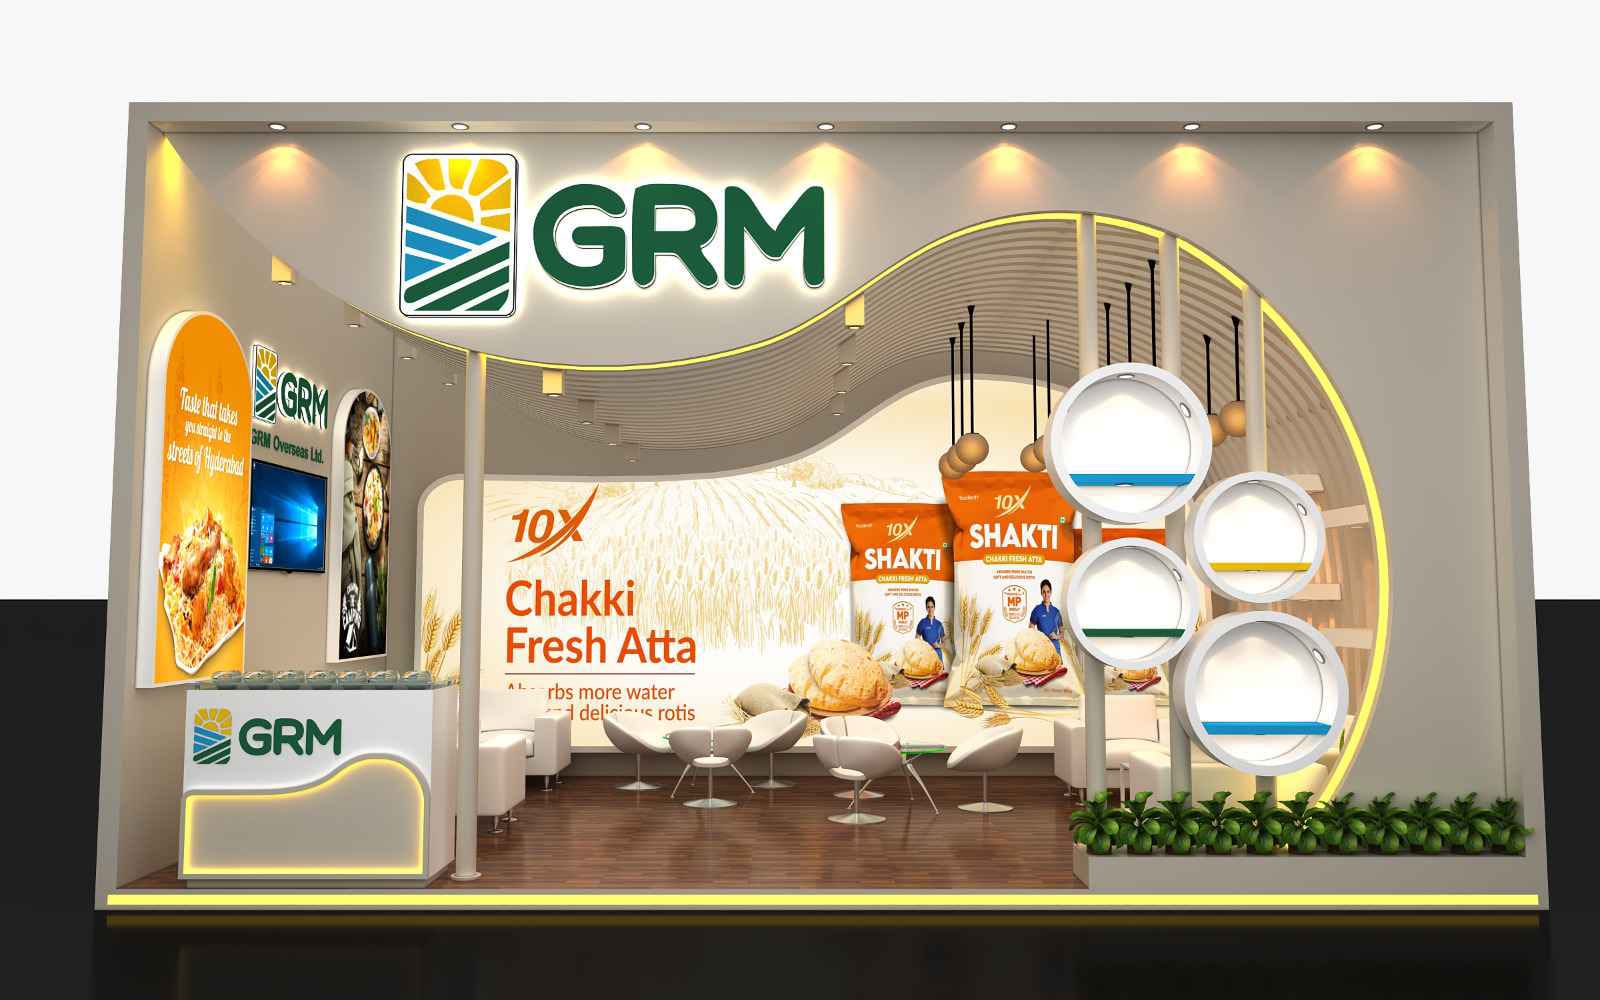 GRM
Taste that takes
you straight to the
streets of Hyderabad
GRM
GRM Overseas Ltd.
10X
Chakki
Fresh Atta
rbs more water
delicious rotis
10X
SHAKTI
CHAKKI FRESH ATTA
MP
10X
SHAKTI
CHAKKI FRESH ATTA
MP
GRM